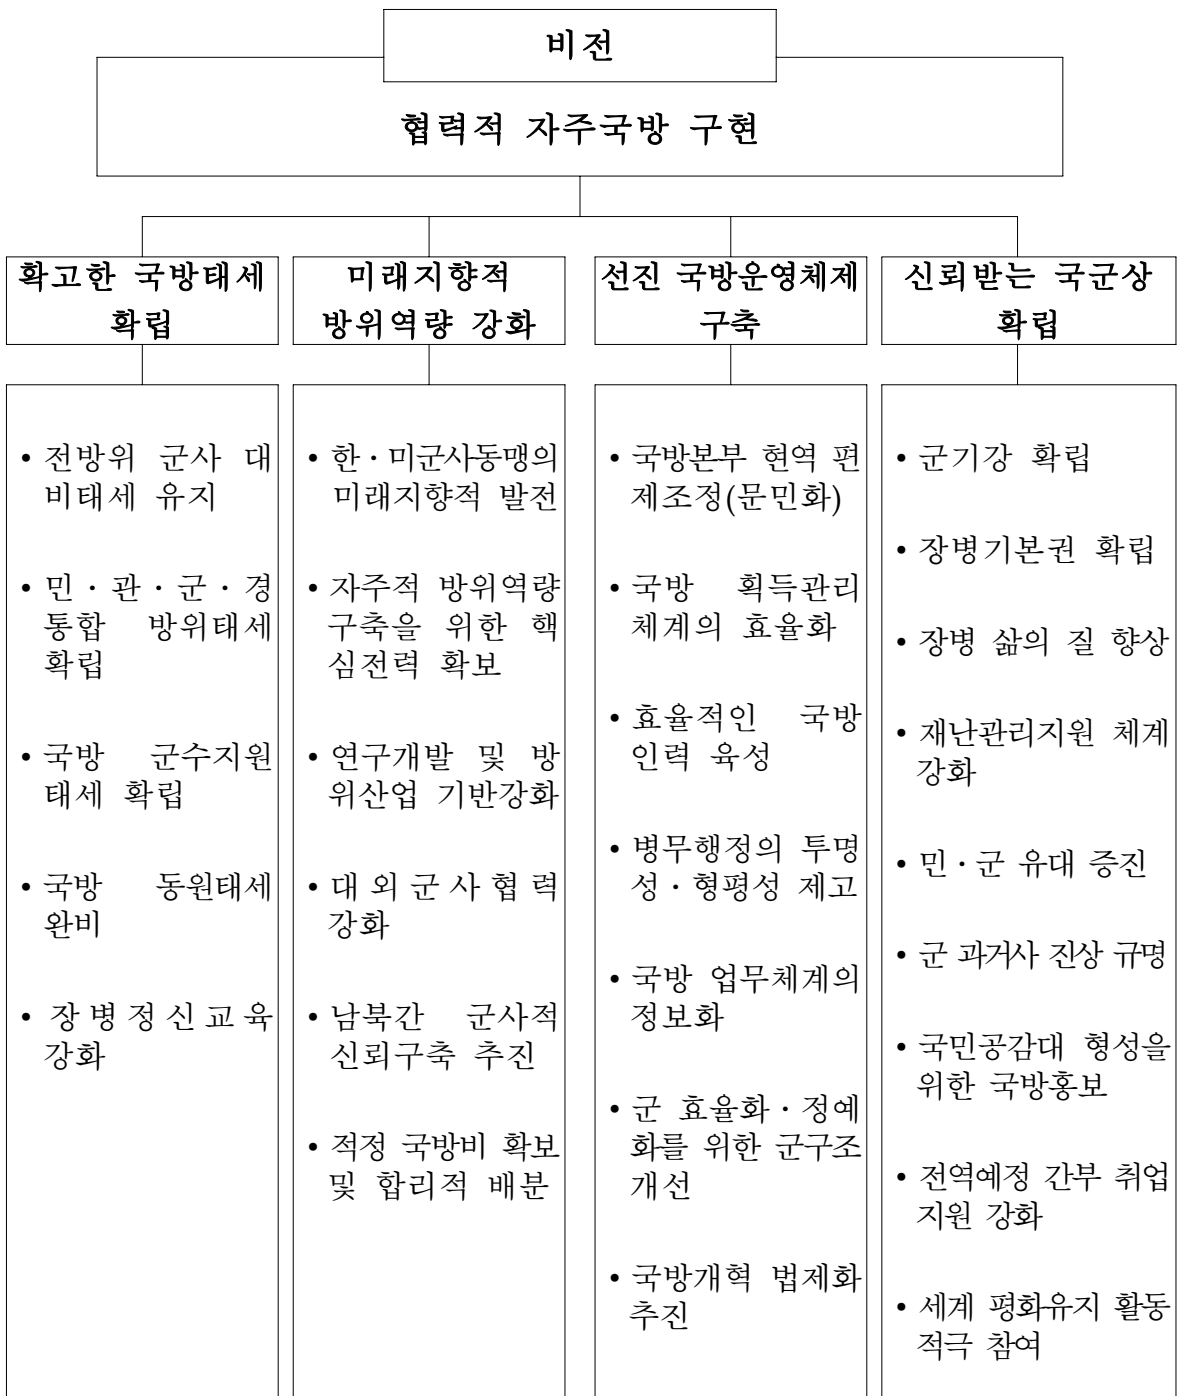 비전
협력적 자주국방 구현
확고한 국방태세
확립
• 전방위 군사 대
비태세 유지
• 민·관·군·경
통합 방위태세
확립
• 국방 군수지원
태세 확립
• 국방 동원태세
완비
• 장병정신교육
강화
미래지향적
방위역량 강화
• 한·미군사동맹의
미래지향적 발전
• 자주적 방위역량
구축을 위한 핵
심전력 확보
• 연구개발 및 방
위산업 기반강화
• 대외군사협력
강화
• 남북간 군사적
신뢰구축 추진
• 적정 국방비 확보
및 합리적 배분
선진 국방운영체제
구축
• 국방본부 현역 편
제조정(문민화)
• 국방 획득관리
체계의 효율화
• 효율적인 국방
인력 육성
• 병무행정의 투명
성·형평성 제고
• 국방 업무체계의
정보화
• 군 효율화·정예
화를 위한 군구조
개선
• 국방개혁 법제화
추진
신뢰받는 국군상
확립
• 군기강 확립
• 장병기본권 확립
• 장병 삶의 질 향상
• 재난관리지원 체계
강화
• 민·군 유대 증진
• 군 과거사 진상 규명
• 국민공감대 형성을
위한 국방홍보
• 전역예정 간부 취업
지원 강화
• 세계 평화유지 활동
적극 참여